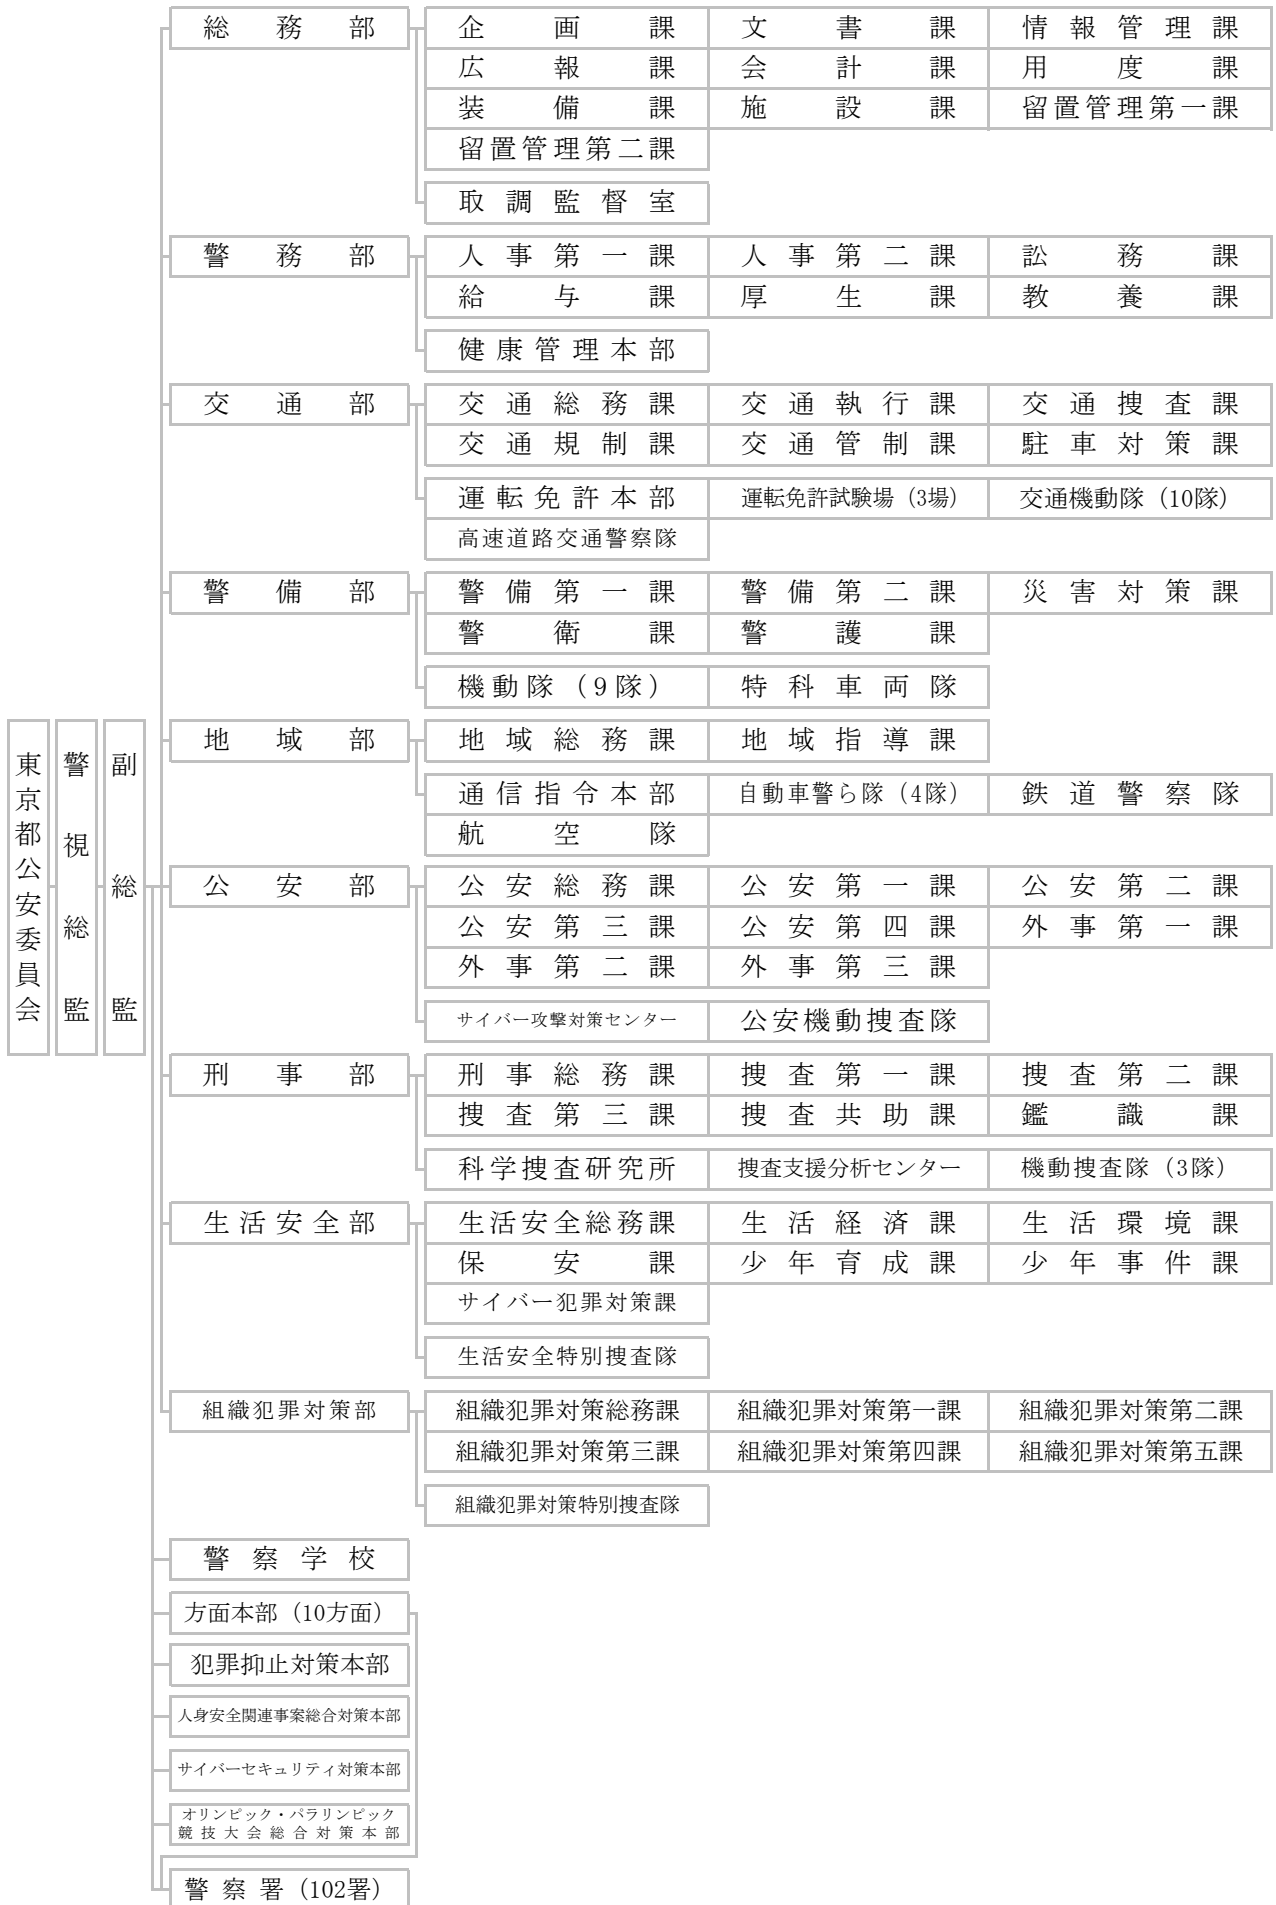 東京都公安委員会
警視総監
副総監
総務部
企画課 文書課 情報管理課
広報課 会計課 用度課
装備課 施設課 留置管理第一課
留置管理第二課
取調監督室
警務部
人事第一課 人事第二課 訟務課
給与課 厚生課 教養課
健康管理本部
交通部
交通総務課 交通執行課 交通捜査課
交通規制課 交通管制課 駐車対策課
運転免許本部 運転免許試験場（3場） 交通機動隊（10隊）
高速道路交通警察隊
警備部
警備第一課 警備第二課 災害対策課
警衛課 警護課
機動隊（9隊） 特科車両隊
地域部
地域総務課 地域指導課
通信指令本部 自動車警ら隊（4隊） 鉄道警察隊
航空隊
公安部
公安総務課 公安第一課 公安第二課
公安第三課 公安第四課 外事第一課
外事第二課 外事第三課
サイバー攻撃対策センター 公安機動捜査隊
刑事部
刑事総務課 捜査第一課 捜査第二課
捜査第三課 捜査共助課 鑑識課
科学捜査研究所 捜査支援分析センター 機動捜査隊（3隊）
生活安全部
生活安全総務課 生活経済課 生活環境課
保安課 少年育成課 少年事件課
サイバー犯罪対策課
生活安全特別捜査隊
組織犯罪対策部
組織犯罪対策総務課 組織犯罪対策第一課 組織犯罪対策第二課
組織犯罪対策第三課 組織犯罪対策第四課 組織犯罪対策第五課
組織犯罪対策特別捜査隊
警察学校
方面本部（10方面）
犯罪抑止対策本部
人身安全関連事案総合対策本部
サイバーセキュリティ対策本部
オリンピック・パラリンピック
競技大会総合対策本部
警察署（102署）